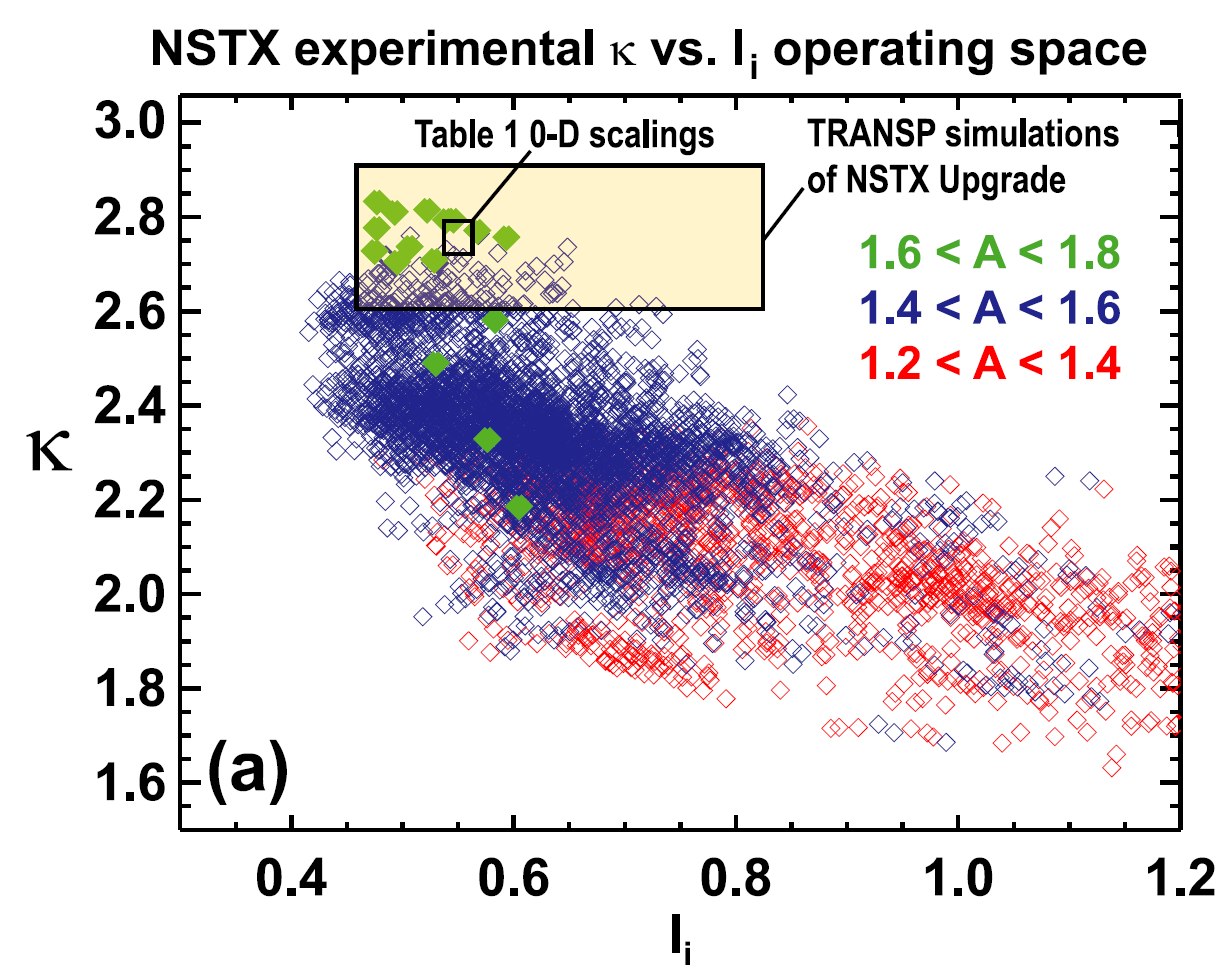 NSTX experimental κ vs. lᵢ operating space
Table 1 0-D scalings
TRANSP simulations
of NSTX Upgrade
1.6 < A < 1.8
1.4 < A < 1.6
1.2 < A < 1.4
3.0
2.8
2.6
2.4
2.2
2.0
1.8
1.6
κ
(a)
0.4 0.6 0.8 1.0 1.2
lᵢ